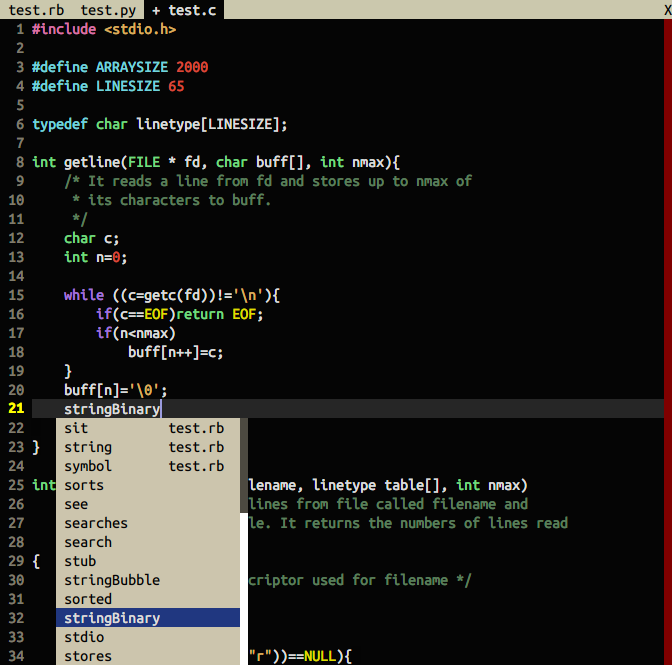 test.rb test.py + test.c X
1 #include <stdio.h>
2
3 #define ARRAYSIZE 2000
4 #define LINESIZE 65
5
6 typedef char linetype[LINESIZE];
7
8 int getline(FILE * fd, char buff[], int nmax){
9 /* It reads a line from fd and stores up to nmax of
10 * its characters to buff.
11 */
12 char c;
13 int n=0;
14
15 while ((c=getc(fd))!='\n'){
16 if(c==EOF)return EOF;
17 if(n<nmax)
18 buff[n++]=c;
19 }
20 buff[n]='\0';
21 stringBinary
22 sit test.rb
23 } string test.rb
24 symbol test.rb
25 int sorts lename, linetype table[], int nmax)
26 see lines from file called filename and
27 searches le. It returns the numbers of lines read
28 search
29 { stub
30 stringBubble criptor used for filename */
31 sorted
32 stringBinary
33 stdio
34 stores "r"))==NULL){